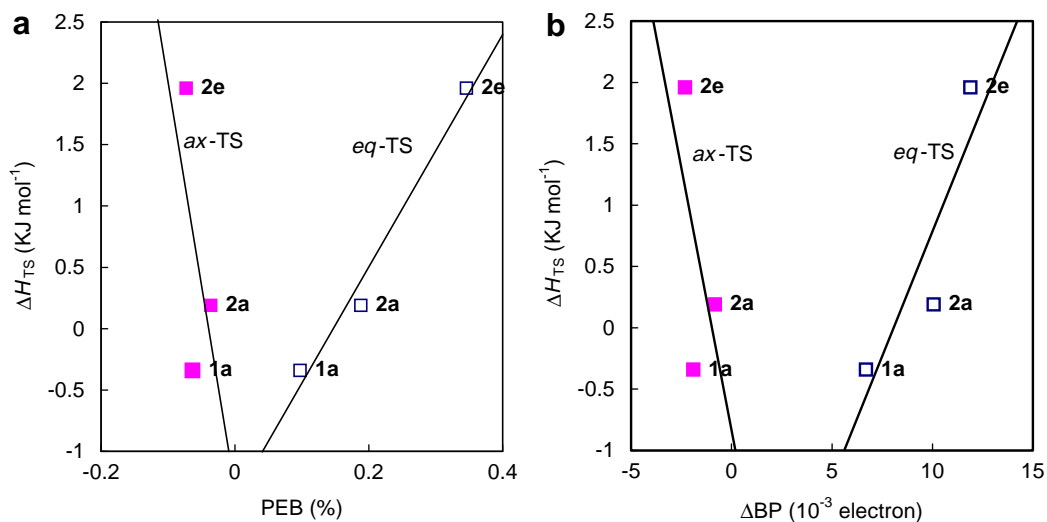 a
2.5
2
1.5
1
0.5
0
-0.5
-1
ΔH_TS (KJ mol⁻¹)
2e
2e
ax-TS
eq-TS
2a
2a
1a
1a
-0.2
0
0.2
0.4
PEB (%)
b
2.5
2
1.5
1
0.5
0
-0.5
-1
ΔH_TS (KJ mol⁻¹)
2e
2e
ax-TS
eq-TS
2a
2a
1a
1a
-5
0
5
10
15
ΔBP (10⁻³ electron)